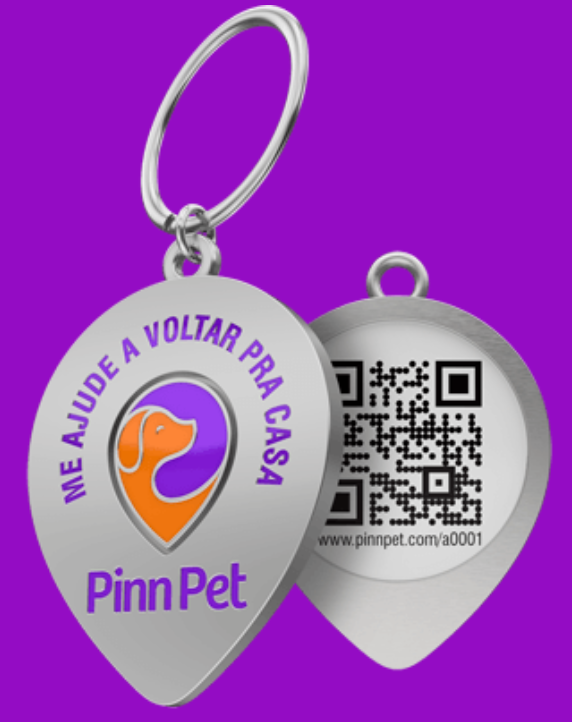 ME AJUDE A VOLTAR PRA CASA
Pinn Pet
www.pinnpet.com/a0001